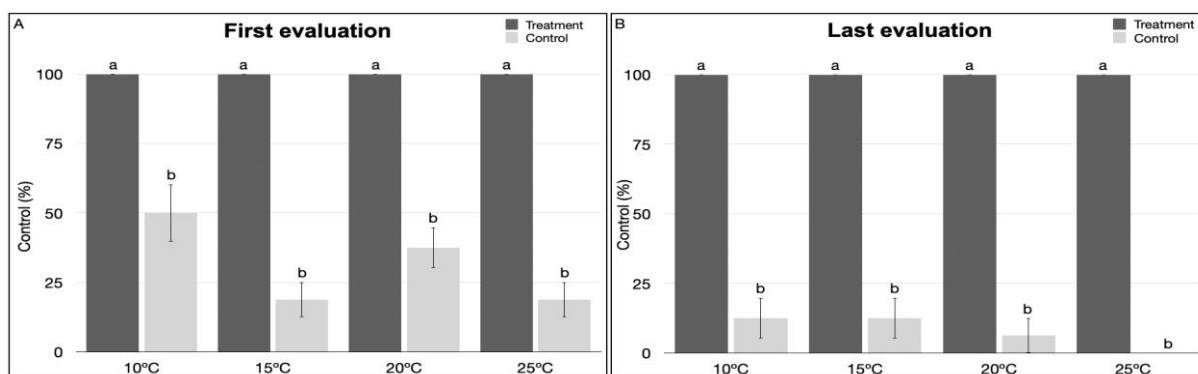 A
First evaluation
Treatment
Control
Control (%)
100
75
50
25
0
a
b
a
b
a
b
a
b
10ºC
15ºC
20ºC
25ºC
B
Last evaluation
Treatment
Control
Control (%)
100
75
50
25
0
a
b
a
b
a
b
a
b
10ºC
15ºC
20ºC
25ºC